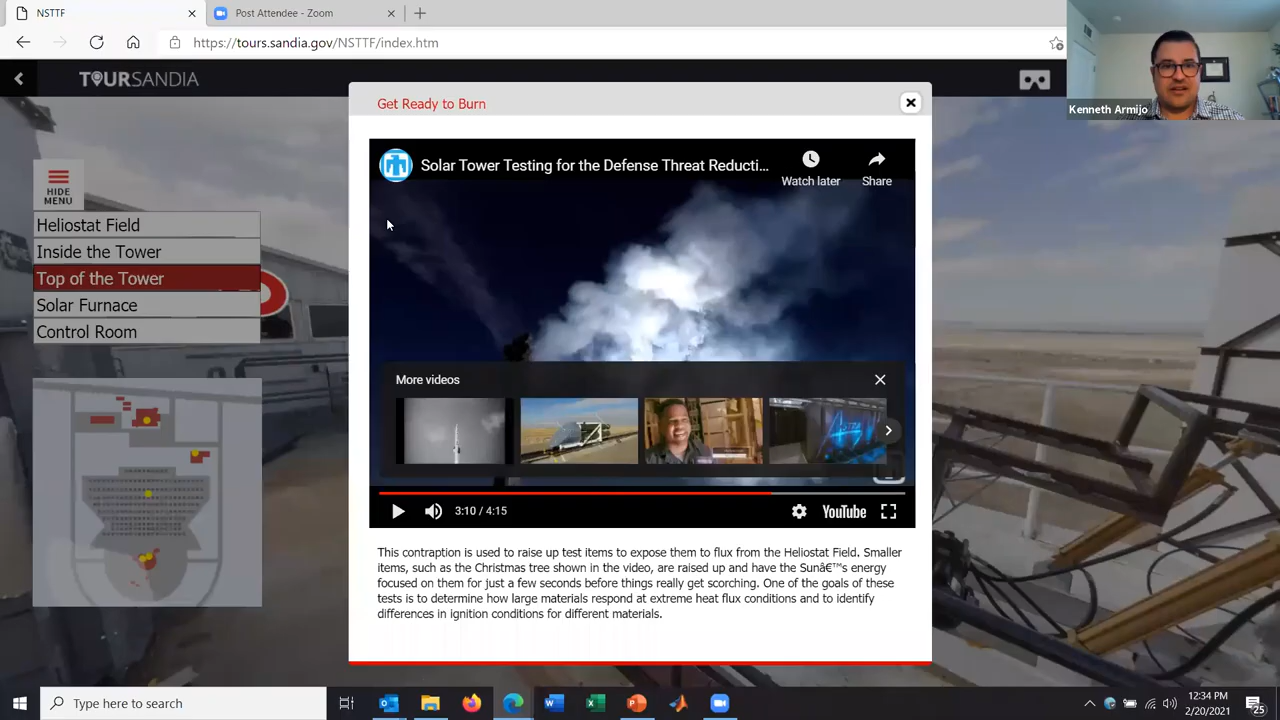 NSTTF
Post Attendee - Zoom
https://tours.sandia.gov/NSTTF/index.htm
TOURSANDIA
Kenneth Armijo
Get Ready to Burn
HIDE
MENU
Heliostat Field
Inside the Tower
Top of the Tower
Solar Furnace
Control Room
Solar Tower Testing for the Defense Threat Reducti...
Watch later
Share
More videos
3:10 / 4:15
YouTube
This contraption is used to raise up test items to expose them to flux from the Heliostat Field. Smaller
items, such as the Christmas tree shown in the video, are raised up and have the Sunâ€™s energy
focused on them for just a few seconds before things really get scorching. One of the goals of these
tests is to determine how large materials respond at extreme heat flux conditions and to identify
differences in ignition conditions for different materials.
Type here to search
12:34 PM
2/20/2021
25